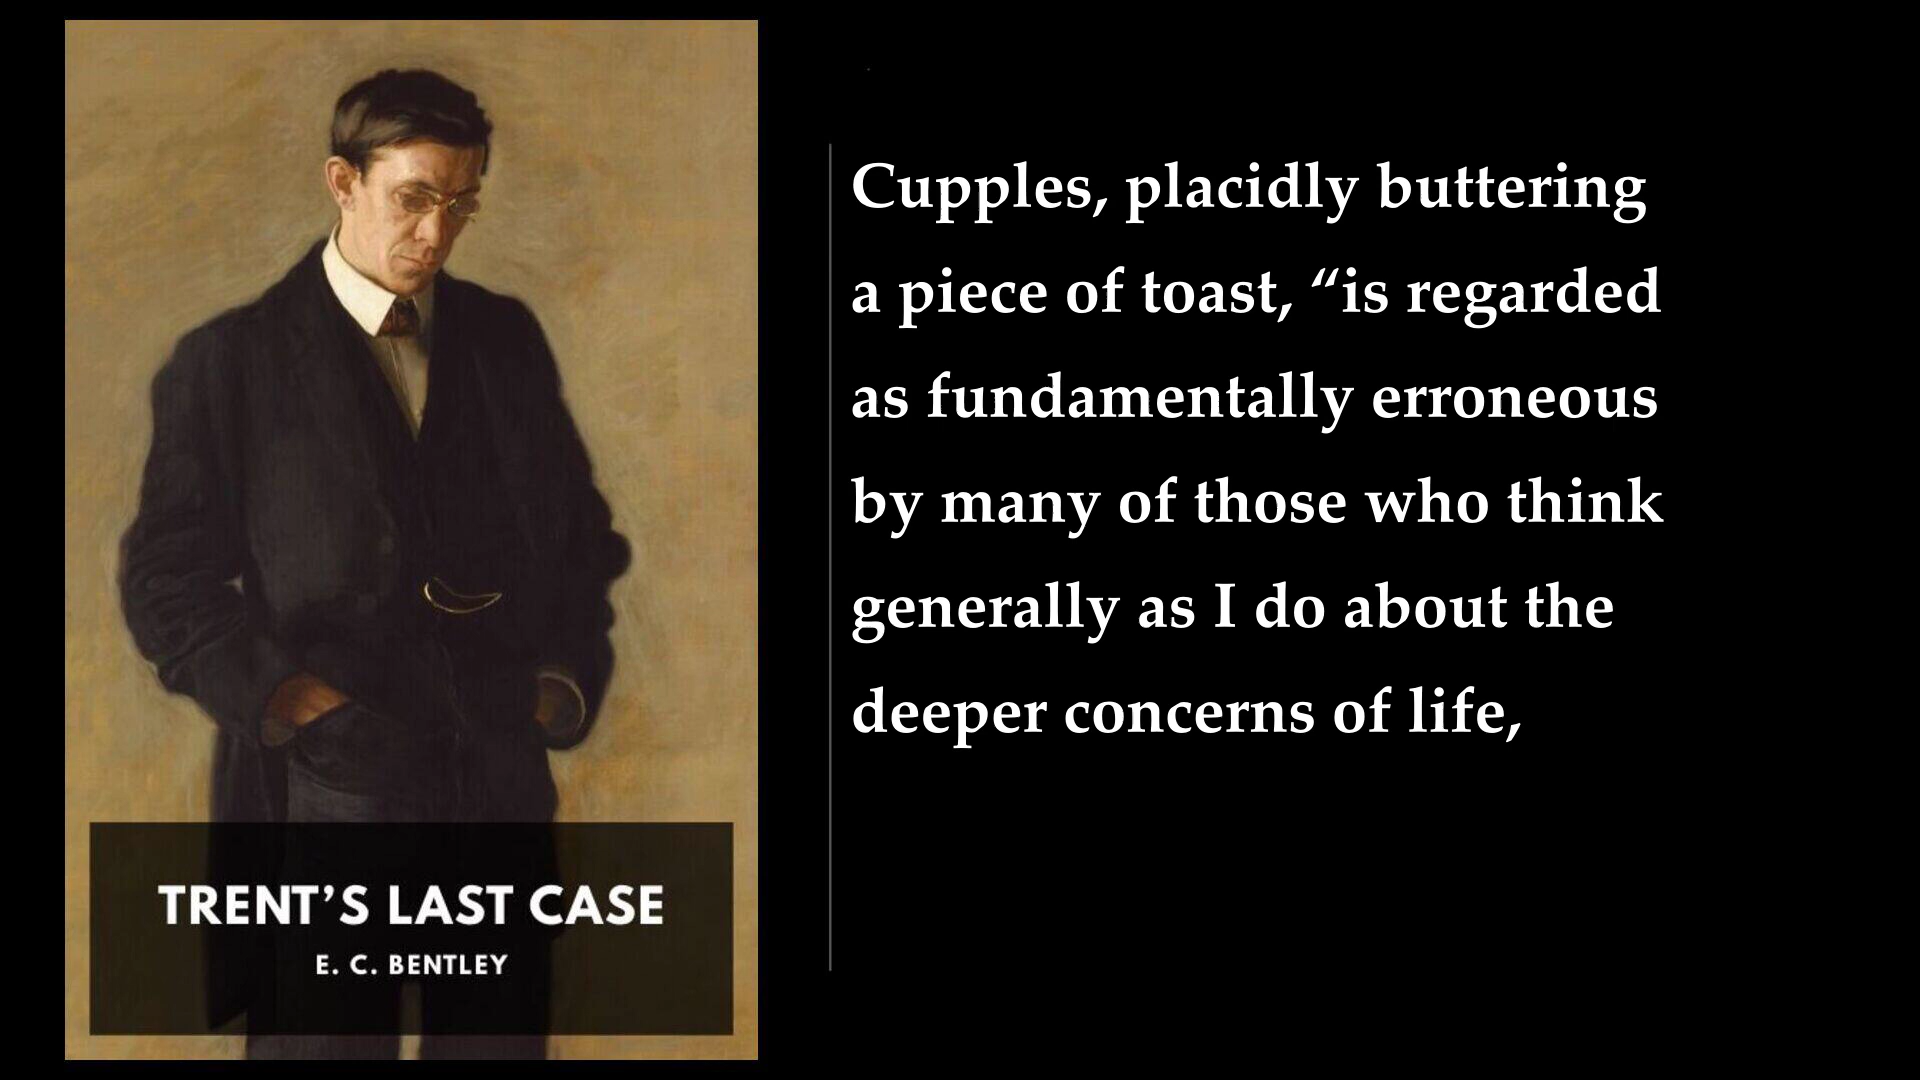 Cupples, placidly buttering
a piece of toast, “is regarded
as fundamentally erroneous
by many of those who think
generally as I do about the
deeper concerns of life,
TRENT’S LAST CASE
E. C. BENTLEY